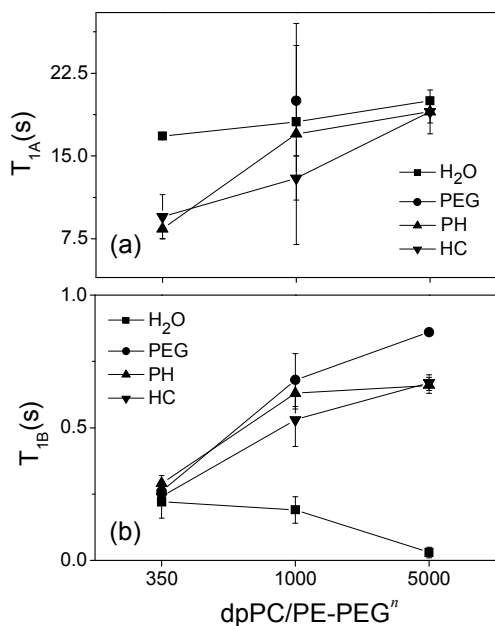 22.5
15.0
7.5
T1A(s)
(a)
H2O
PEG
PH
HC
1.0
0.5
0.0
T1B(s)
(b)
H2O
PEG
PH
HC
350
1000
5000
dpPC/PE-PEGⁿ